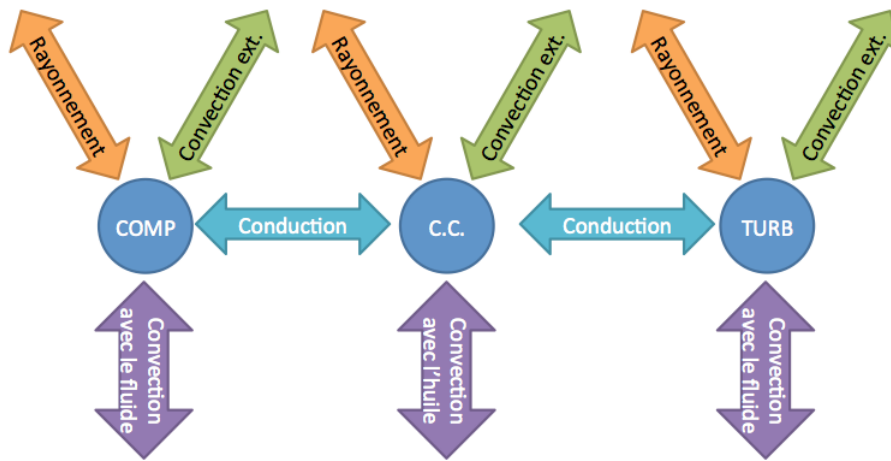 Rayonnement
Convection ext.
Rayonnement
Convection ext.
Rayonnement
Convection ext.
COMP
Conduction
C.C.
Conduction
TURB
Convection
avec le fluide
Convection
avec l'huile
Convection
avec le fluide